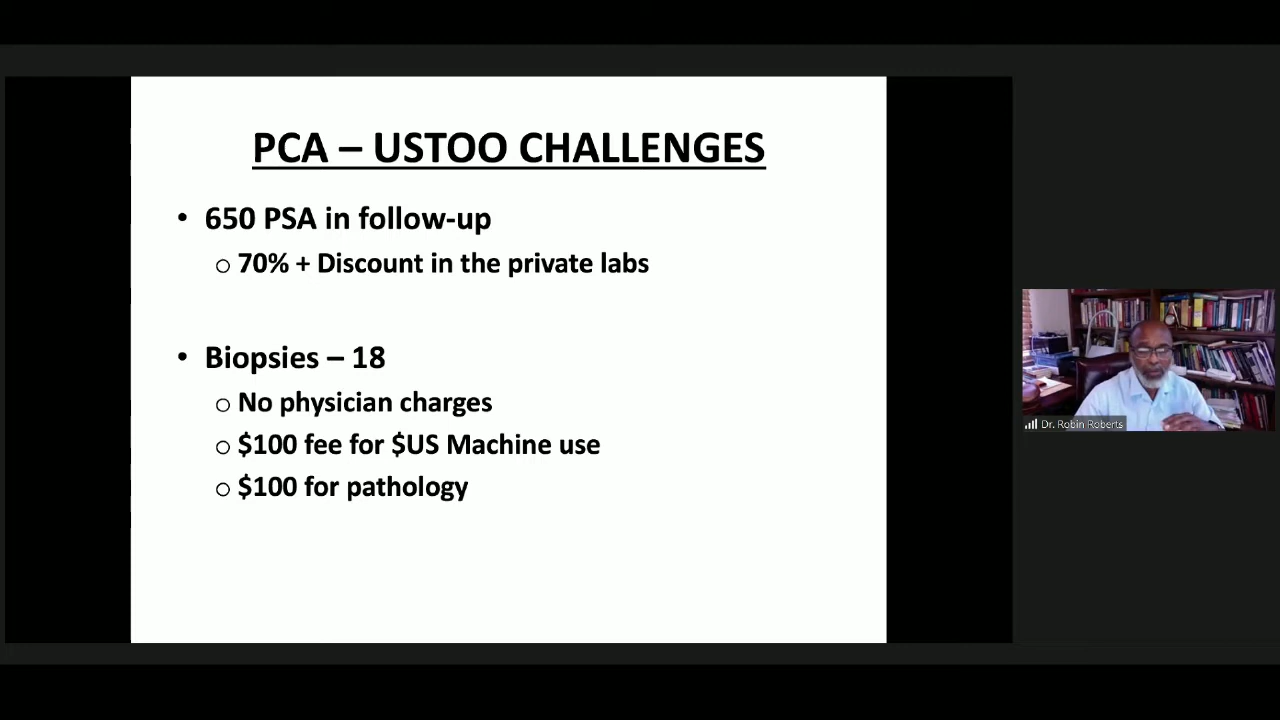 PCA – USTOO CHALLENGES
• 650 PSA in follow-up
o 70% + Discount in the private labs
• Biopsies – 18
o No physician charges
o $100 fee for $US Machine use
o $100 for pathology
Dr. Robin Roberts